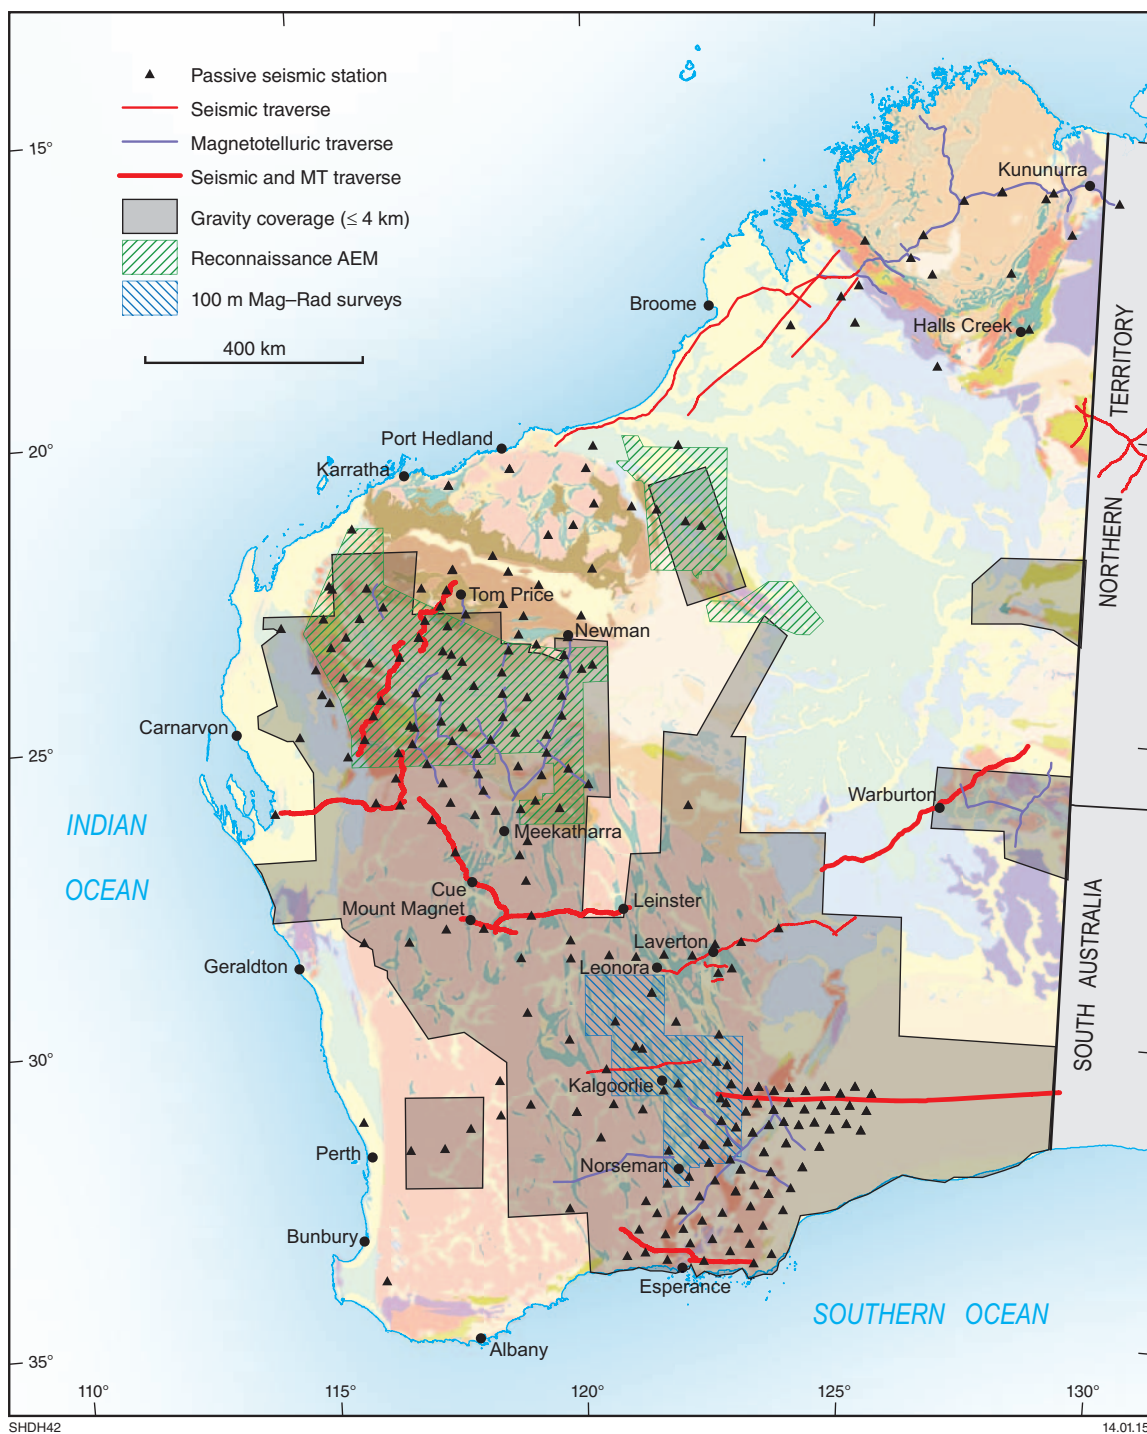 Passive seismic station
Seismic traverse
Magnetotelluric traverse
Seismic and MT traverse
Gravity coverage (≤ 4 km)
Reconnaissance AEM
100 m Mag–Rad surveys
400 km
15°
20°
25°
30°
35°
110°
115°
120°
125°
130°
Kununurra
Broome
Halls Creek
Port Hedland
Karratha
Tom Price
Newman
Carnarvon
Warburton
Meekatharra
Cue
Mount Magnet
Leinster
Laverton
Leonora
Geraldton
Kalgoorlie
Perth
Norseman
Bunbury
Esperance
Albany
NORTHERN TERRITORY
SOUTH AUSTRALIA
INDIAN
OCEAN
SOUTHERN OCEAN
SHDH42
14.01.15